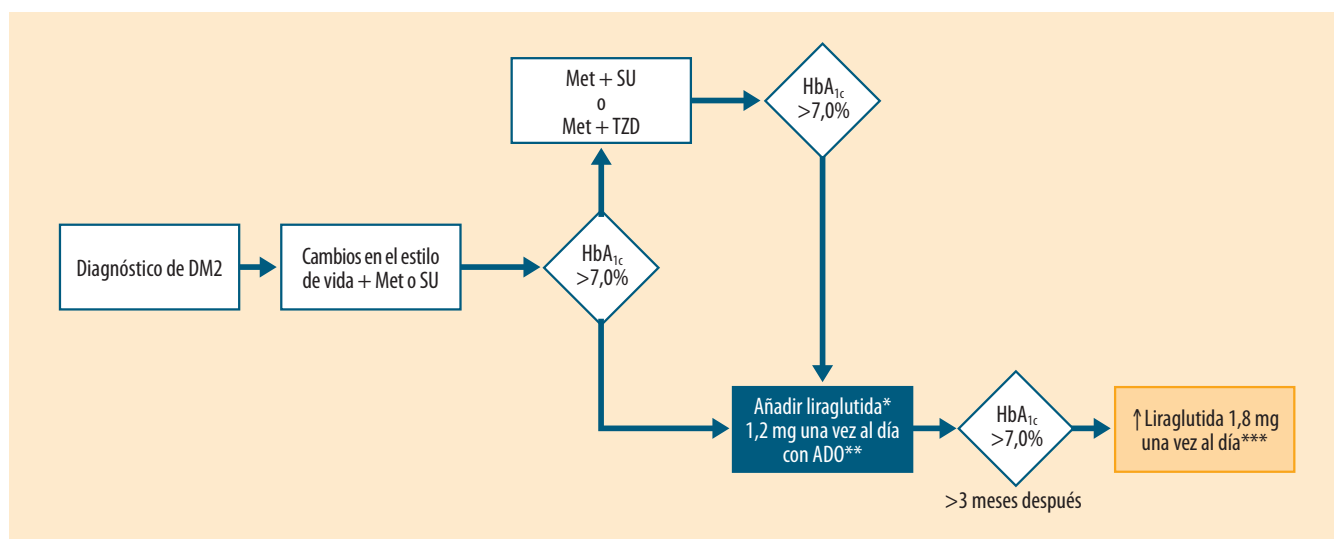 Diagnóstico de DM2
Cambios en el estilo
de vida + Met o SU
HbA1c
>7,0%
Met + SU
o
Met + TZD
HbA1c
>7,0%
Añadir liraglutida*
1,2 mg una vez al día
con ADO**
HbA1c
>7,0%
>3 meses después
↑Liraglutida 1,8 mg
una vez al día***